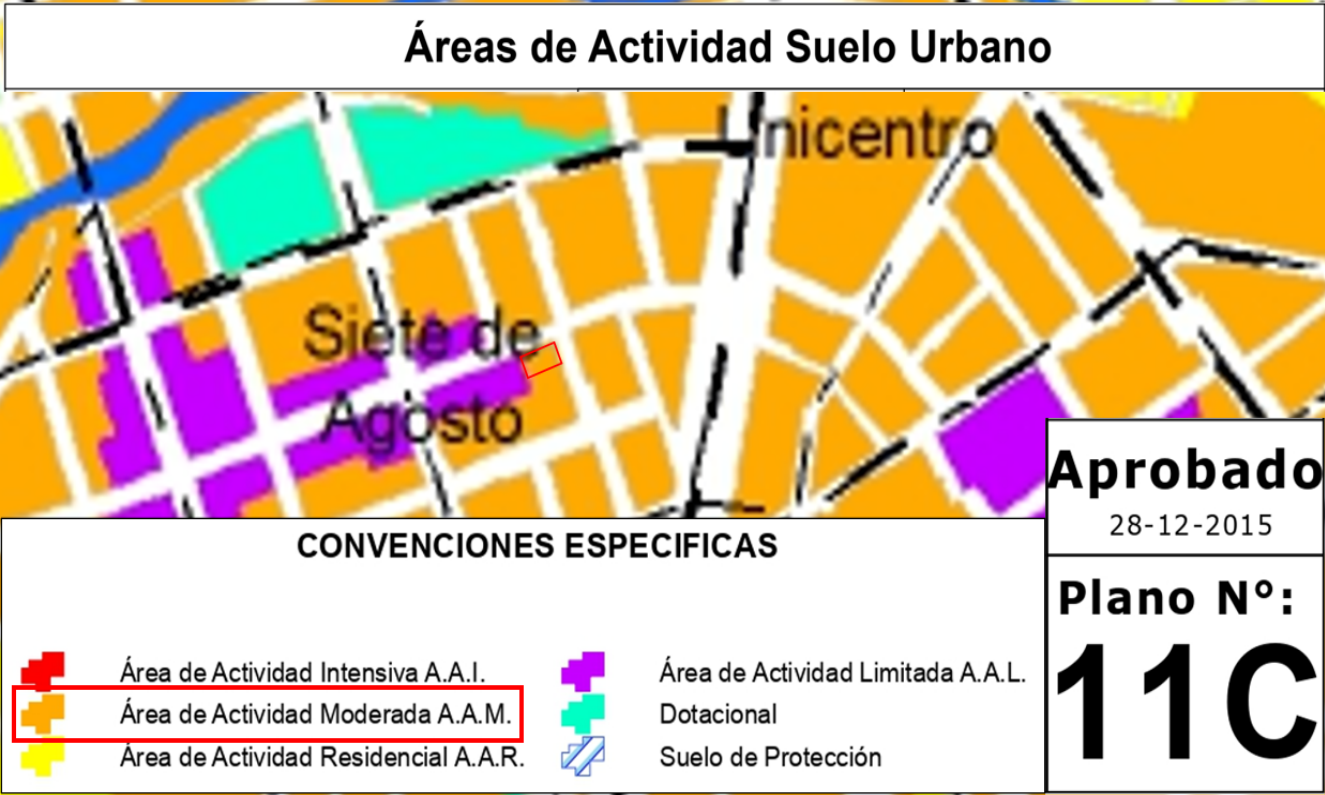 Áreas de Actividad Suelo Urbano
Unicentro
Siete de
Agosto
CONVENCIONES ESPECIFICAS
Área de Actividad Intensiva A.A.I.
Área de Actividad Moderada A.A.M.
Área de Actividad Residencial A.A.R.
Área de Actividad Limitada A.A.L.
Dotacional
Suelo de Protección
Aprobado
28-12-2015
Plano N°:
11C